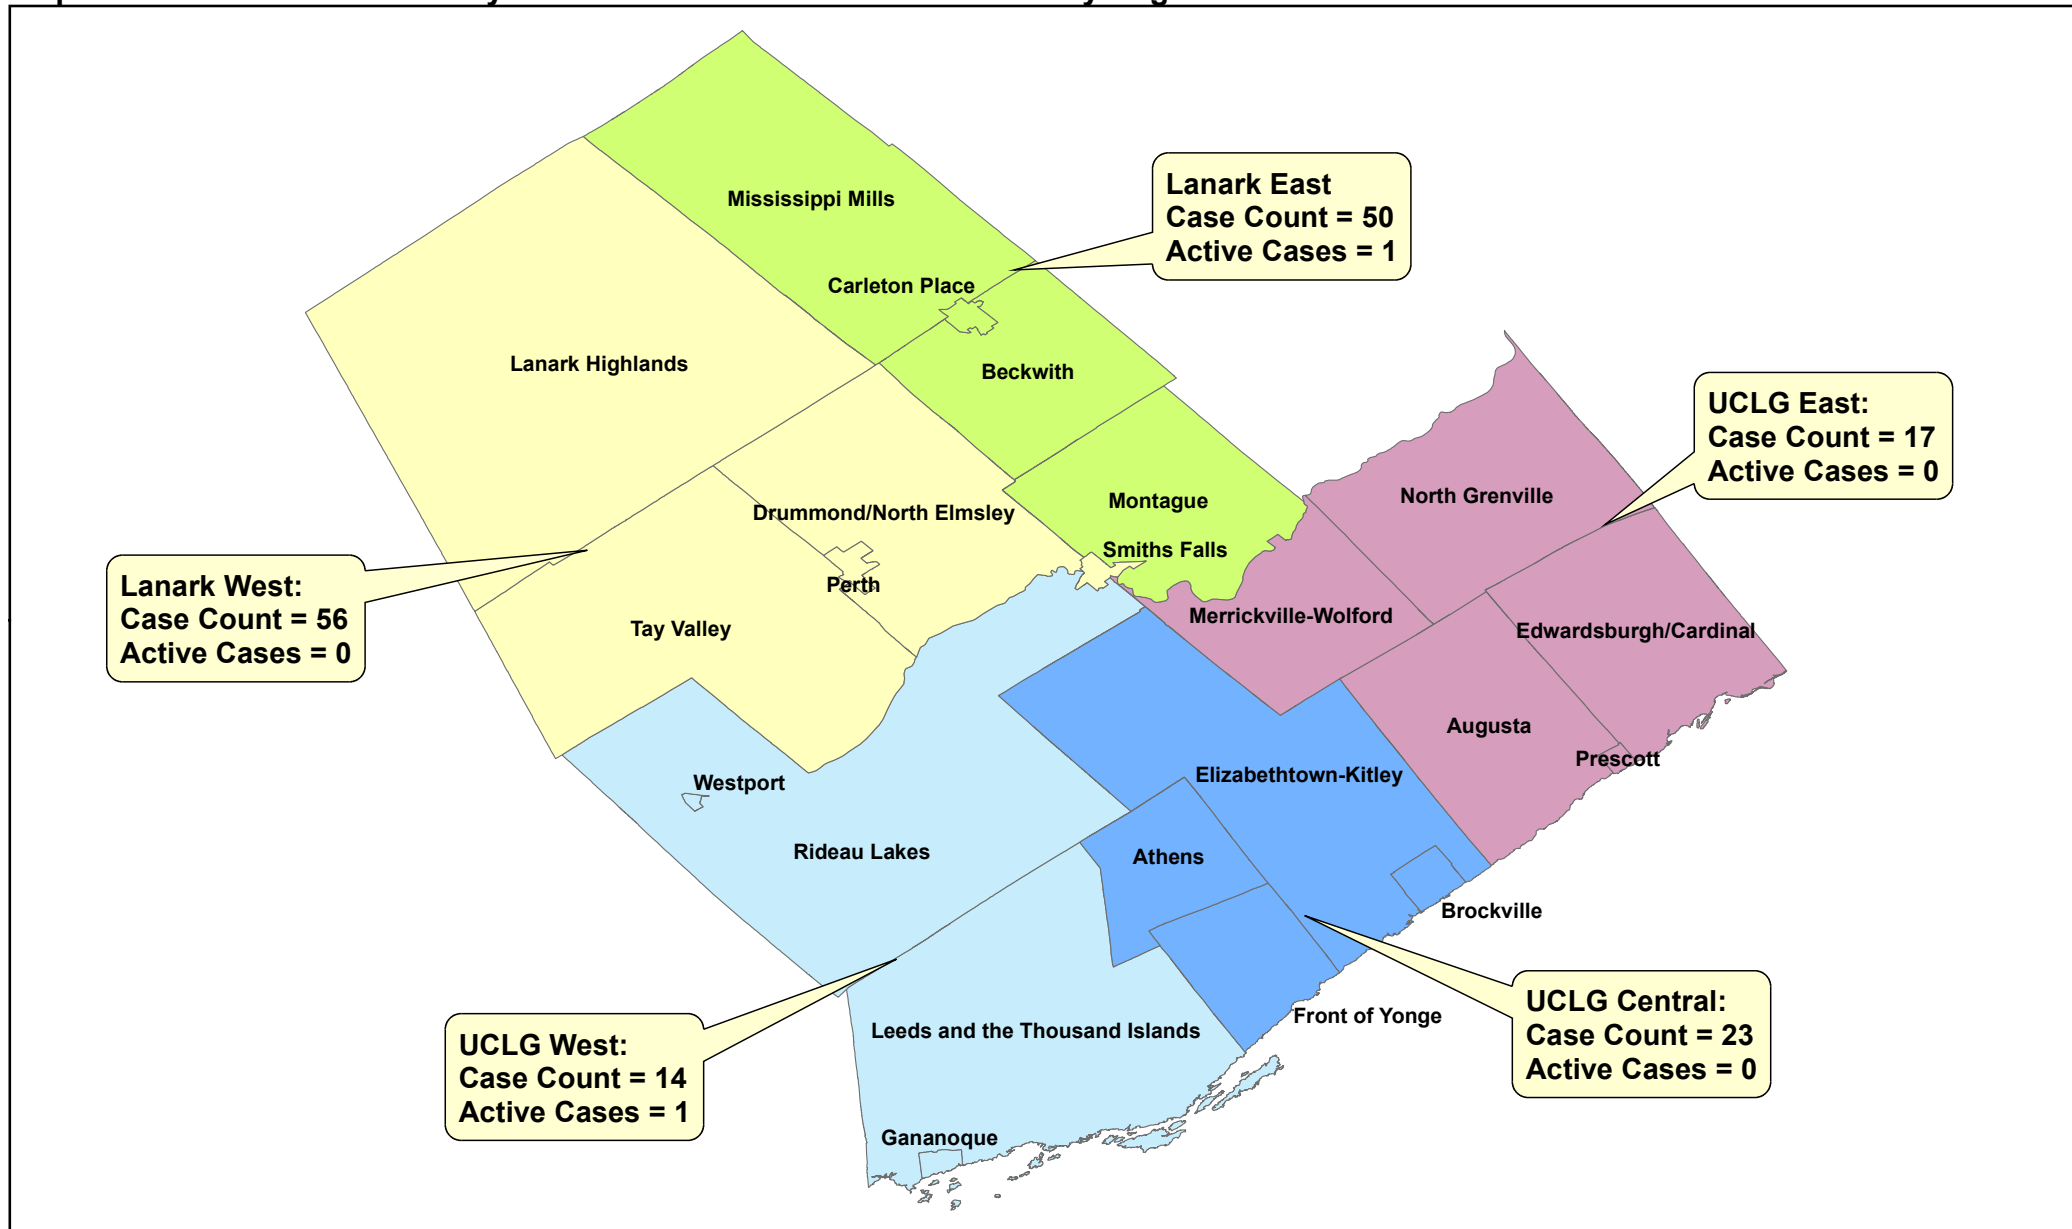 Mississippi Mills
Lanark East
Case Count = 50
Active Cases = 1
Carleton Place
Lanark Highlands
Beckwith
UCLG East:
Case Count = 17
Active Cases = 0
North Grenville
Montague
Drummond/North Elmsley
Smiths Falls
Perth
Lanark West:
Case Count = 56
Active Cases = 0
Tay Valley
Merrickville-Wolford
Edwardsburgh/Cardinal
Augusta
Prescott
Elizabethtown-Kitley
Westport
Rideau Lakes
Athens
Brockville
UCLG Central:
Case Count = 23
Active Cases = 0
Front of Yonge
Leeds and the Thousand Islands
UCLG West:
Case Count = 14
Active Cases = 1
Gananoque